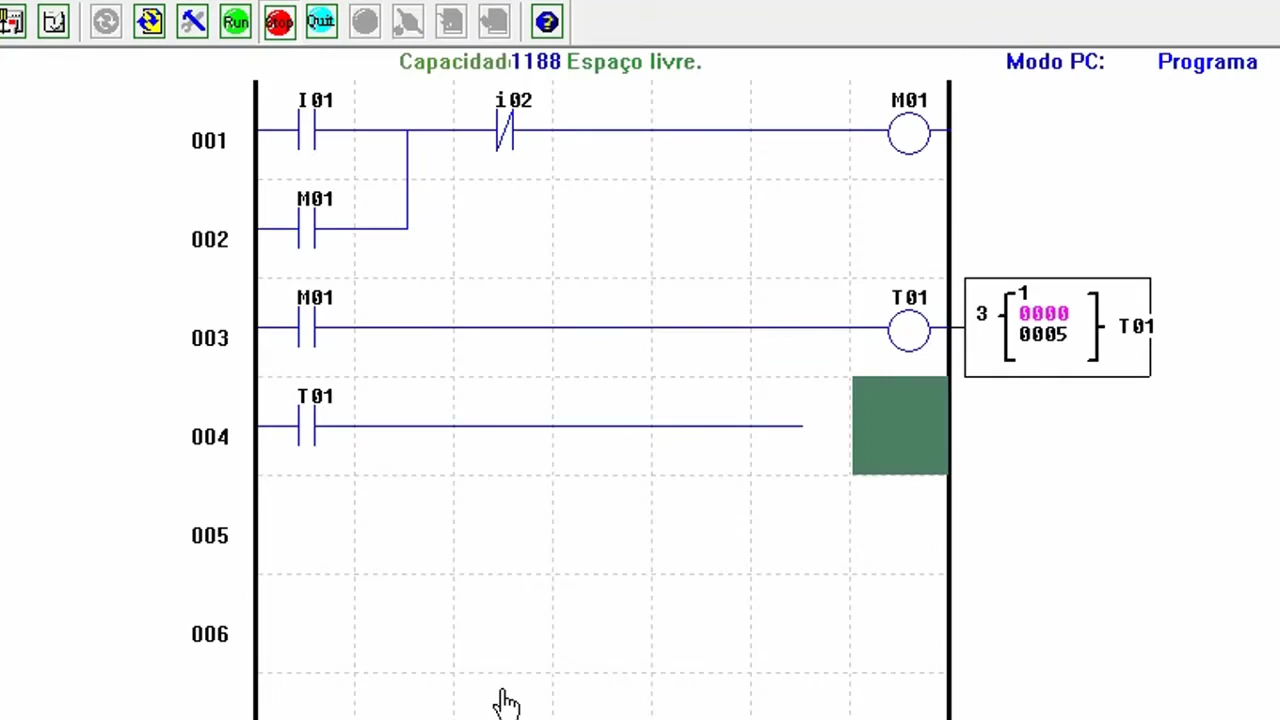 Run Stop Quit ?
Capacidad 1188 Espaço livre. Modo PC: Programa
I01 i02 M01
001
M01
002
M01 T01
003
3 1 0000 T01
0005
T01
004
005
006